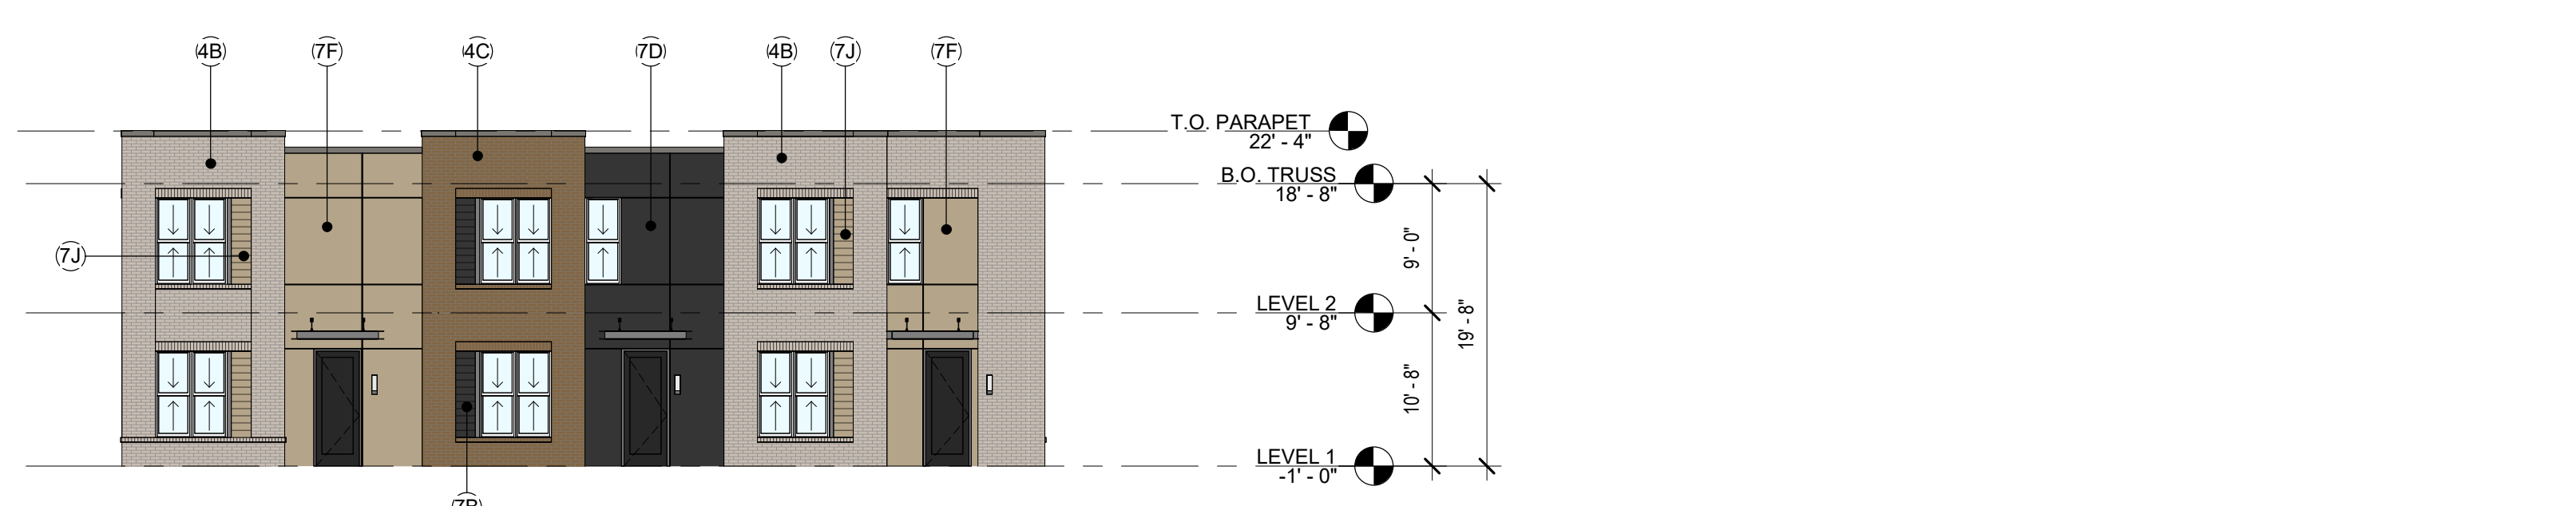 4B 7F 4C 7D 4B 7J 7F
T.O. PARAPET
22' - 4"
B.O. TRUSS
18' - 8"
7J
9' - 0"
LEVEL 2
9' - 8"
19' - 8"
10' - 8"
LEVEL 1
-1' - 0"